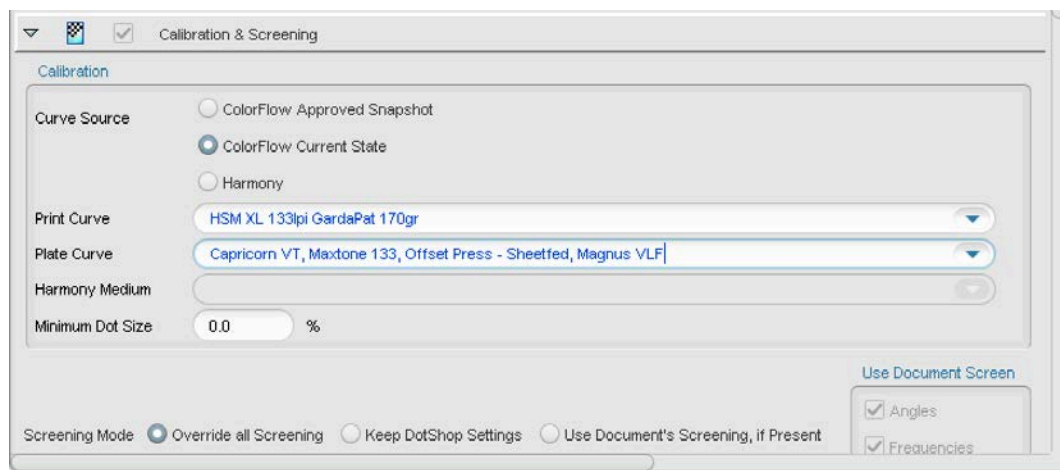 Calibration & Screening
Calibration
Curve Source
ColorFlow Approved Snapshot
ColorFlow Current State
Harmony
Print Curve HSM XL 133lpi GardaPat 170gr
Plate Curve Capricorn VT, Maxtone 133, Offset Press - Sheetfed, Magnus VLF
Harmony Medium
Minimum Dot Size 0.0 %
Use Document Screen
Angles
Screening Mode Override all Screening Keep DotShop Settings Use Document's Screening, if Present
Frequencies